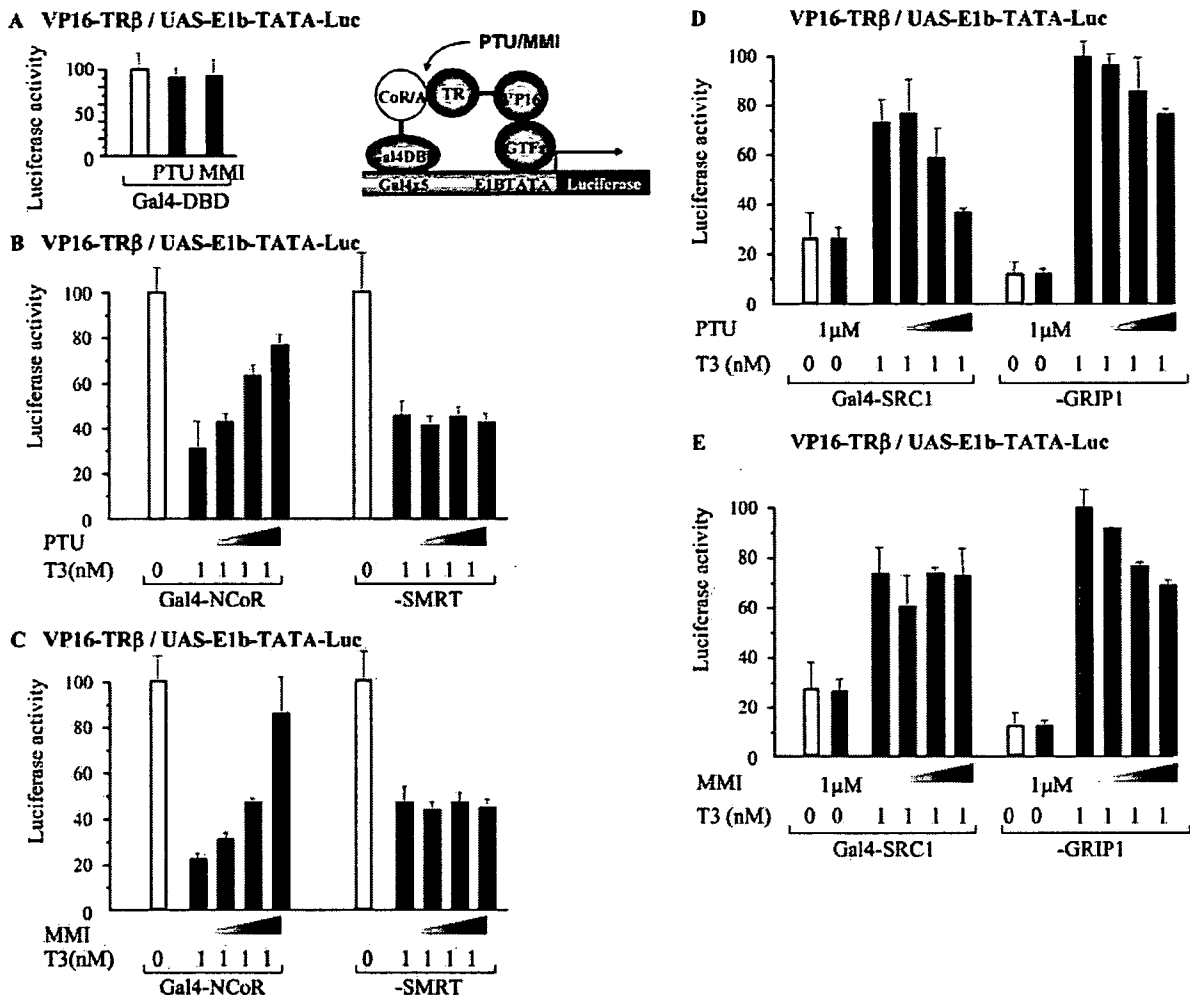 A VP16-TRβ / UAS-E1b-TATA-Luc
Luciferase activity
100
80
50
20
0
PTU MMI
Gal4-DBD
PTU/MMI
CoR/A
TR
VP16
Gal4DB
GTFs
Gal4x5
E1BTATA
Luciferase
B VP16-TRβ / UAS-E1b-TATA-Luc
Luciferase activity
100
80
60
40
20
0
PTU
T3(nM) 0 1 1 1 1 0 1 1 1 1
Gal4-NCoR
-SMRT
C VP16-TRβ / UAS-E1b-TATA-Luc
Luciferase activity
100
80
60
40
20
0
MMI
T3(nM) 0 1 1 1 1 0 1 1 1 1
Gal4-NCoR
-SMRT
D VP16-TRβ / UAS-E1b-TATA-Luc
Luciferase activity
100
80
60
40
20
0
PTU 1μM 1μM
T3 (nM) 0 0 1 1 1 1 0 0 1 1 1 1
Gal4-SRC1
-GRIP1
E VP16-TRβ / UAS-E1b-TATA-Luc
Luciferase activity
100
80
60
40
20
0
MMI 1μM 1μM
T3 (nM) 0 0 1 1 1 1 0 0 1 1 1 1
Gal4-SRC1
-GRIP1